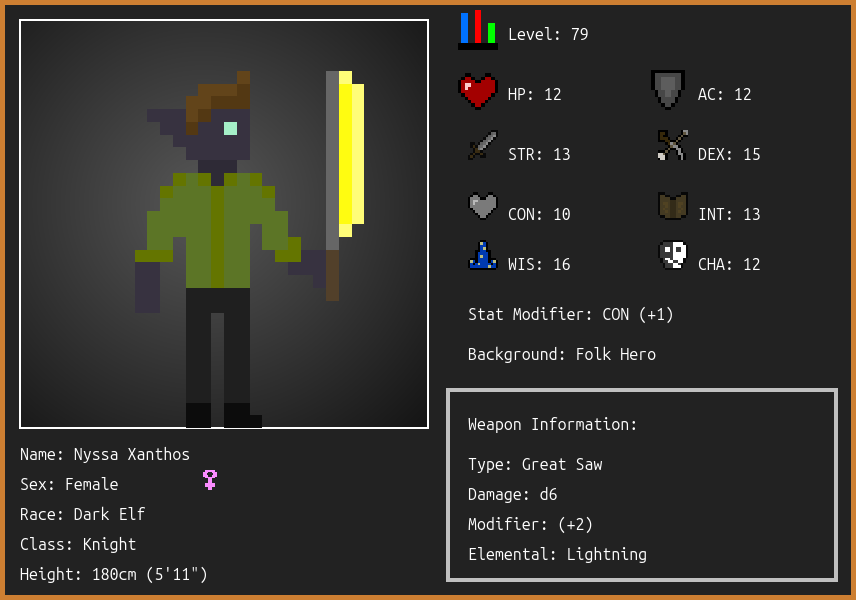 Level: 79
HP: 12
AC: 12
STR: 13
DEX: 15
CON: 10
INT: 13
WIS: 16
CHA: 12
Stat Modifier: CON (+1)
Background: Folk Hero
Weapon Information:
Type: Great Saw
Damage: d6
Modifier: (+2)
Elemental: Lightning
Name: Nyssa Xanthos
Sex: Female
Race: Dark Elf
Class: Knight
Height: 180cm (5'11")